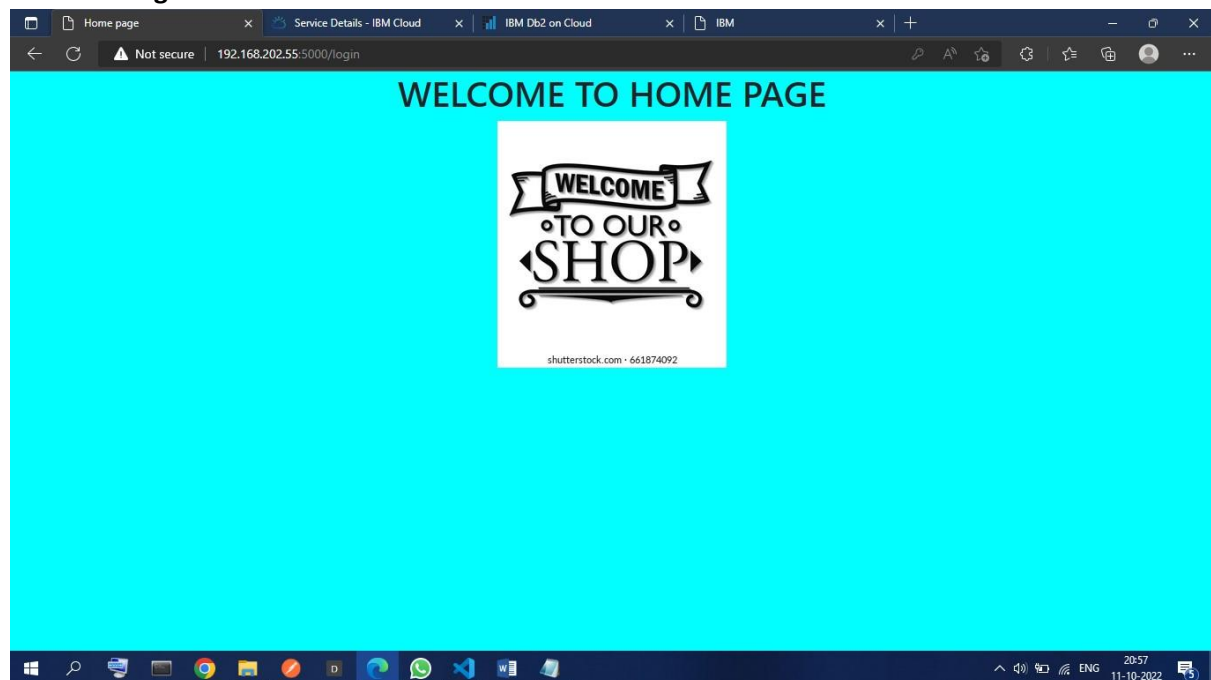 Home page
Service Details - IBM Cloud
IBM Db2 on Cloud
IBM
Not secure
192.168.202.55:5000/login
WELCOME TO HOME PAGE
WELCOME
TO OUR
SHOP
shutterstock.com · 661874092
ENG
20:57
11-10-2022
5